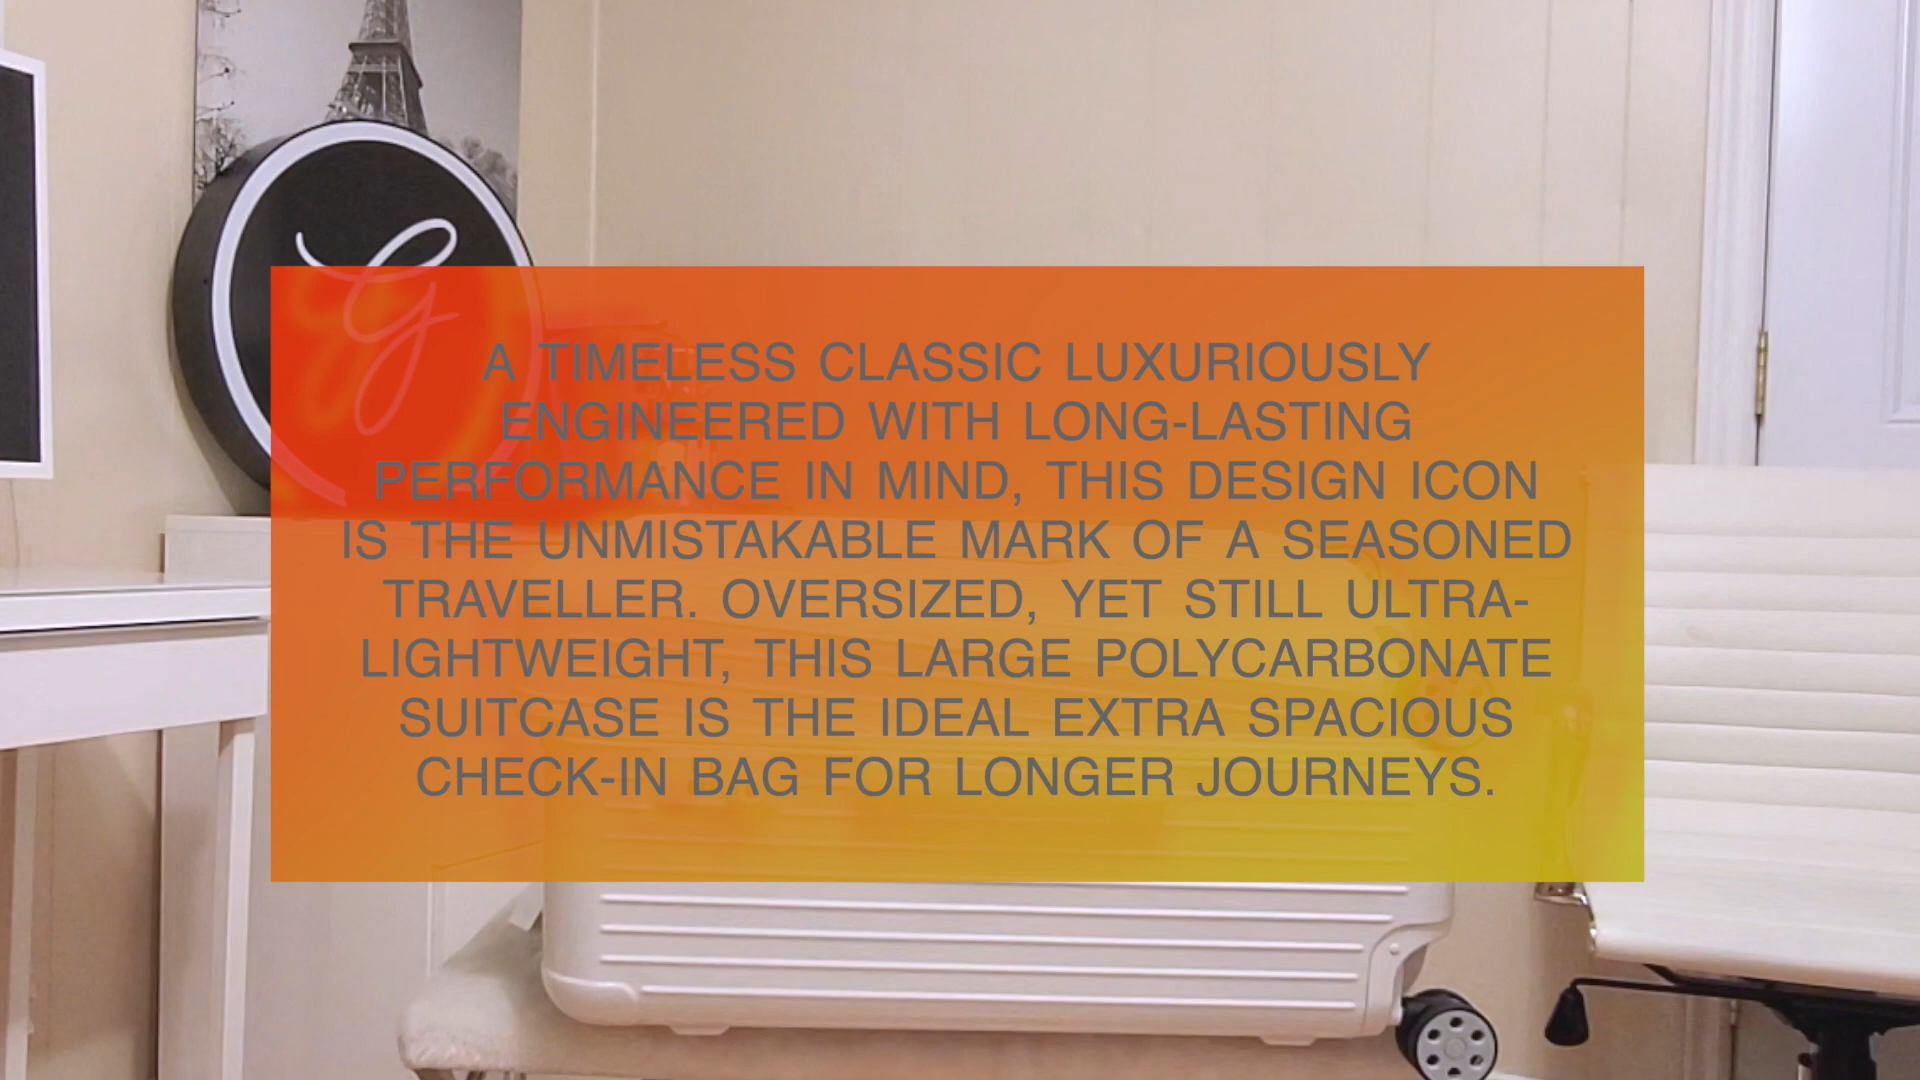 G
A TIMELESS CLASSIC LUXURIOUSLY
ENGINEERED WITH LONG-LASTING
PERFORMANCE IN MIND, THIS DESIGN ICON
IS THE UNMISTAKABLE MARK OF A SEASONED
TRAVELLER. OVERSIZED, YET STILL ULTRA-
LIGHTWEIGHT, THIS LARGE POLYCARBONATE
SUITCASE IS THE IDEAL EXTRA SPACIOUS
CHECK-IN BAG FOR LONGER JOURNEYS.